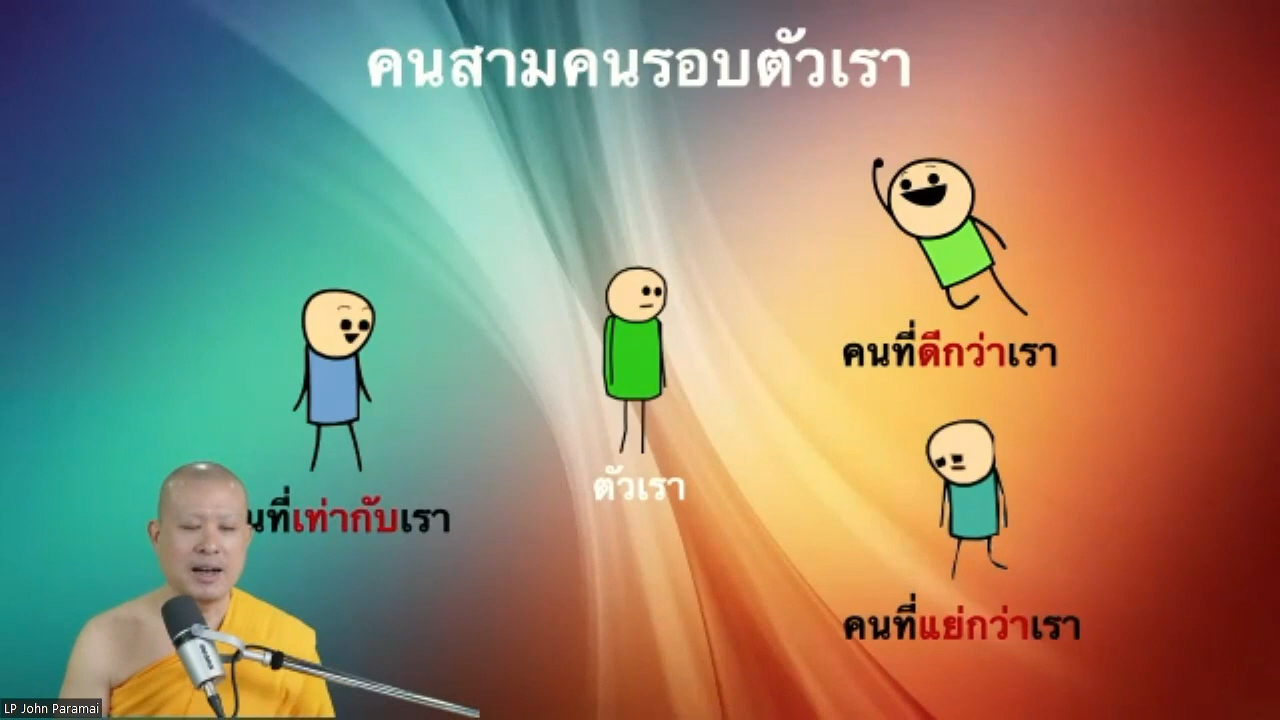 คนสามคนรอบตัวเรา
คนที่ดีกว่าเรา
ตัวเรา
นที่เท่ากับเรา
คนที่แย่กว่าเรา
LP John Paramai